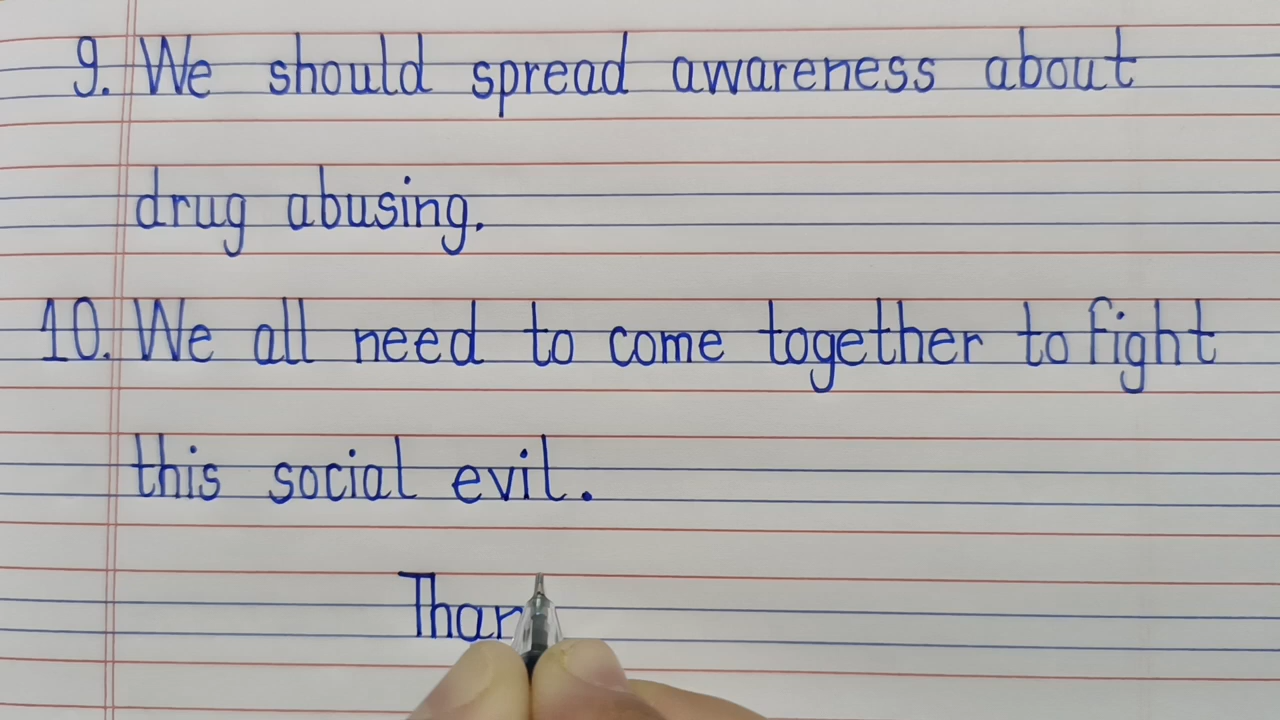 9. We should spread awareness about
drug abusing.
10. We all need to come together to fight
this social evil.